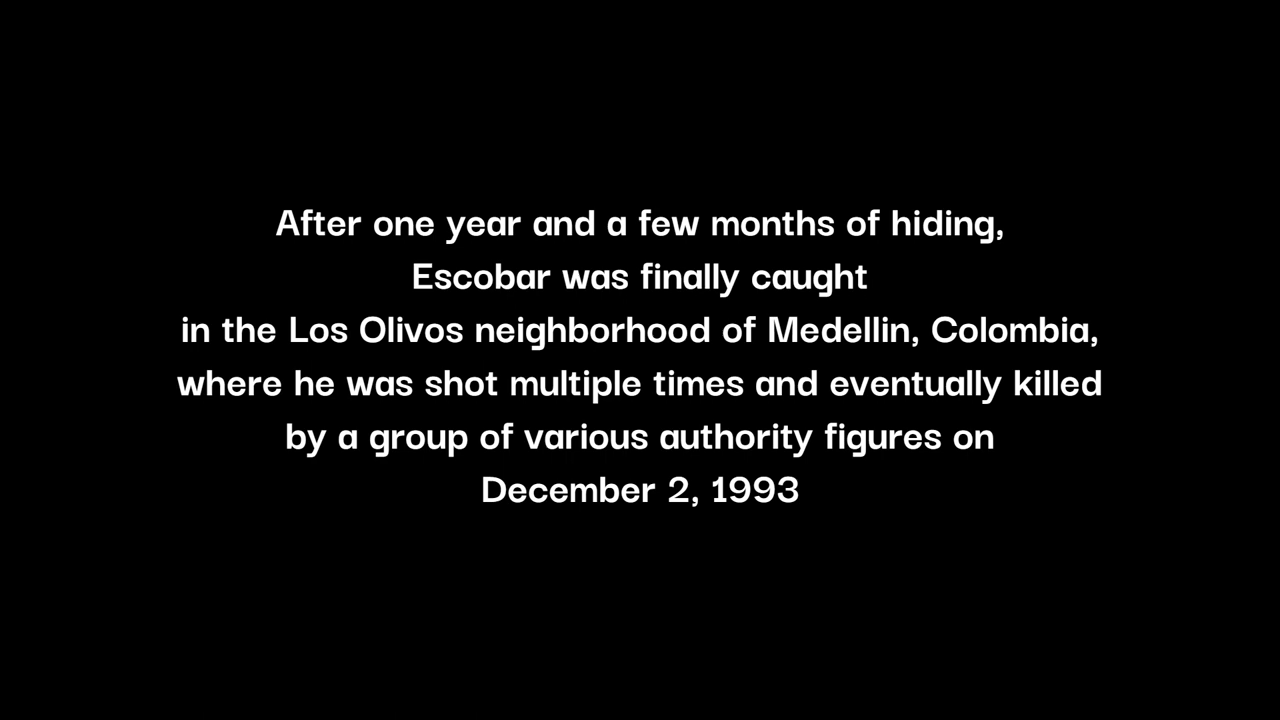 After one year and a few months of hiding,
Escobar was finally caught
in the Los Olivos neighborhood of Medellin, Colombia,
where he was shot multiple times and eventually killed
by a group of various authority figures on
December 2, 1993